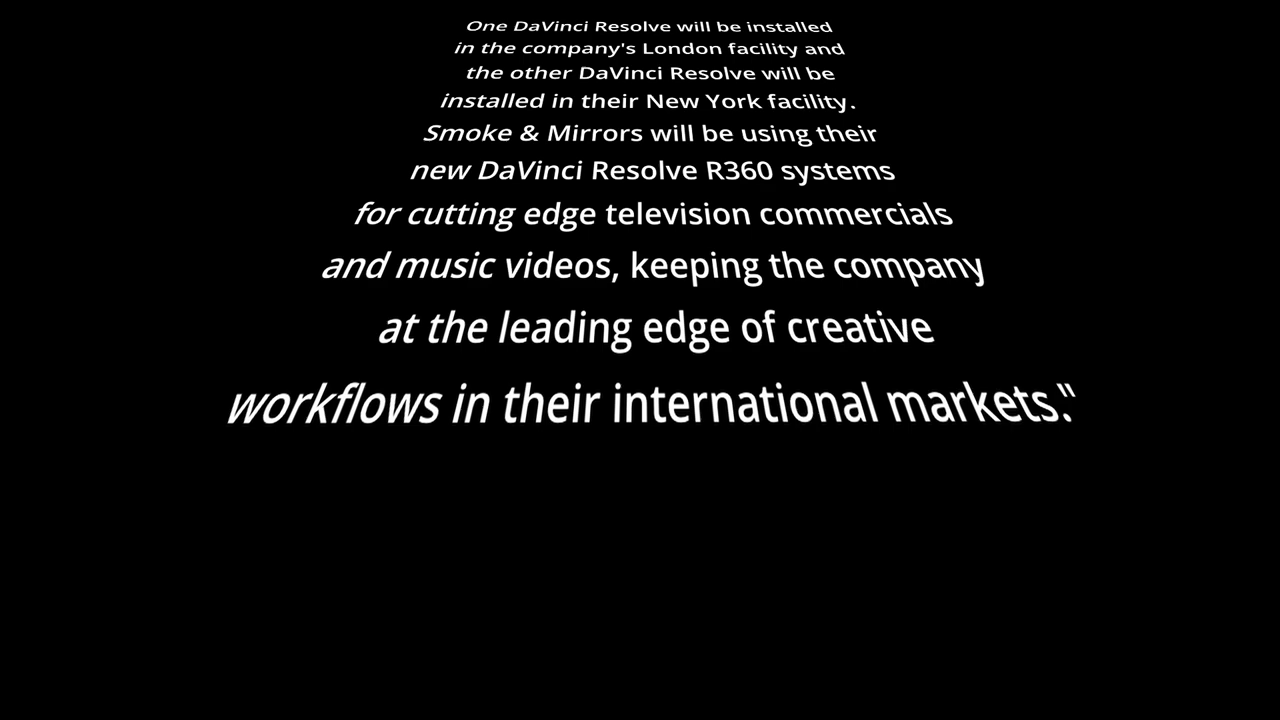 One DaVinci Resolve will be installed
in the company's London facility and
the other DaVinci Resolve will be
installed in their New York facility.
Smoke & Mirrors will be using their
new DaVinci Resolve R360 systems
for cutting edge television commercials
and music videos, keeping the company
at the leading edge of creative
workflows in their international markets."